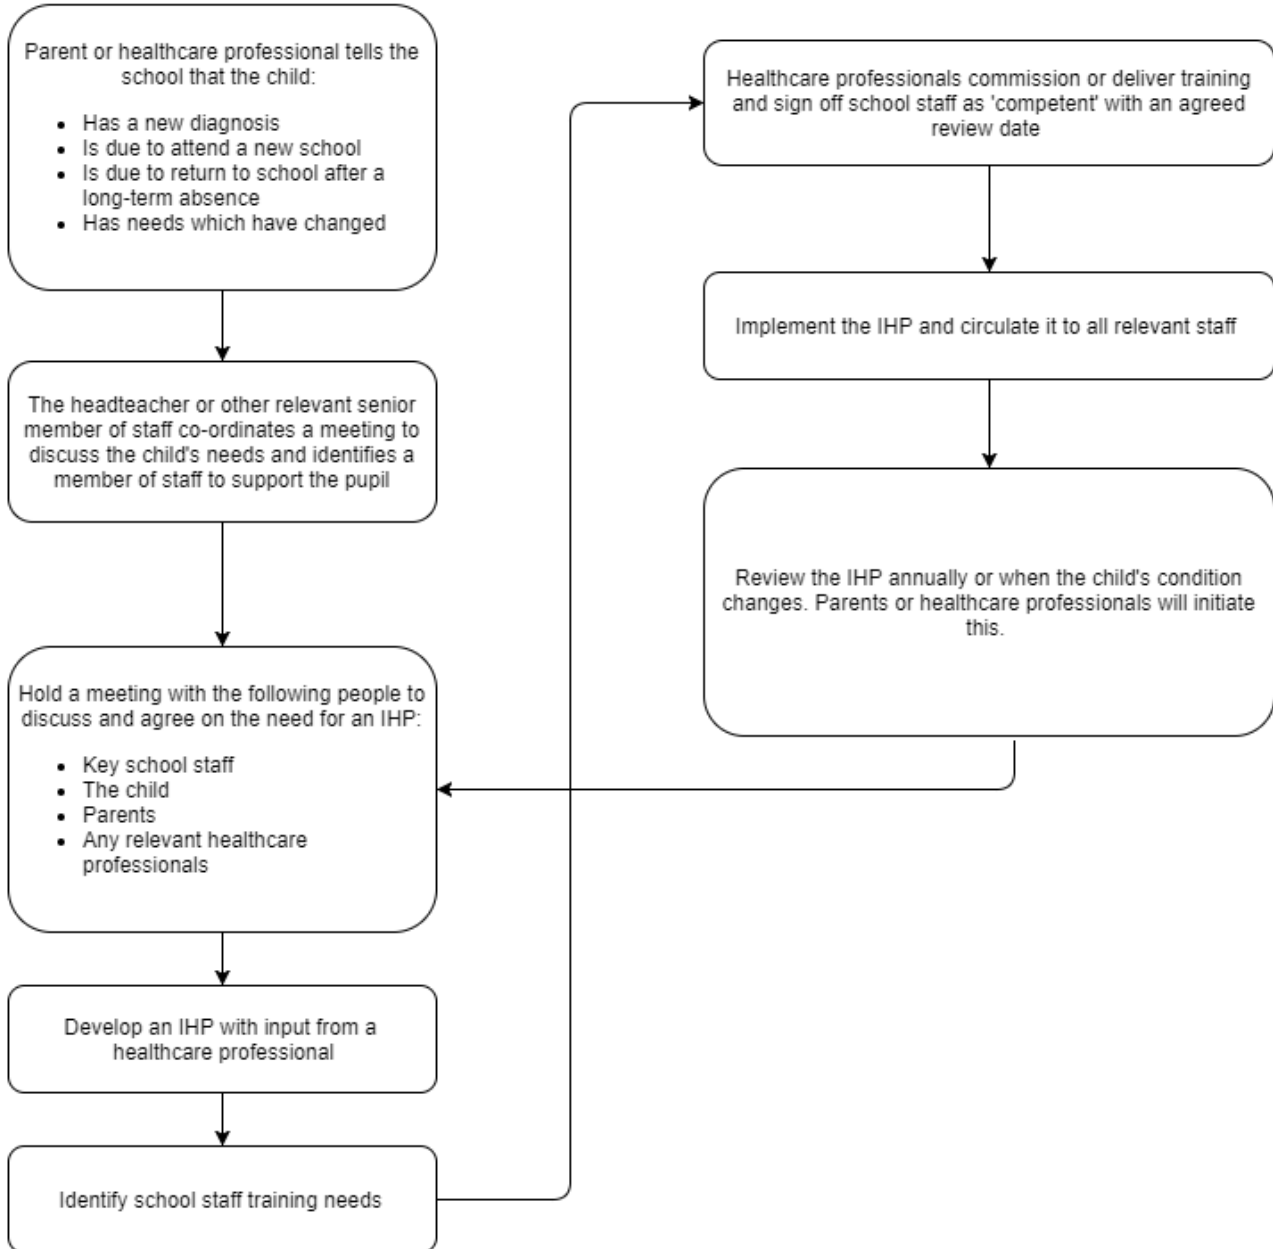 Parent or healthcare professional tells the
school that the child:
• Has a new diagnosis
• Is due to attend a new school
• Is due to return to school after a
long-term absence
• Has needs which have changed
The headteacher or other relevant senior
member of staff co-ordinates a meeting to
discuss the child's needs and identifies a
member of staff to support the pupil
Hold a meeting with the following people to
discuss and agree on the need for an IHP:
• Key school staff
• The child
• Parents
• Any relevant healthcare
professionals
Develop an IHP with input from a
healthcare professional
Identify school staff training needs
Healthcare professionals commission or deliver training
and sign off school staff as 'competent' with an agreed
review date
Implement the IHP and circulate it to all relevant staff
Review the IHP annually or when the child's condition
changes. Parents or healthcare professionals will initiate
this.